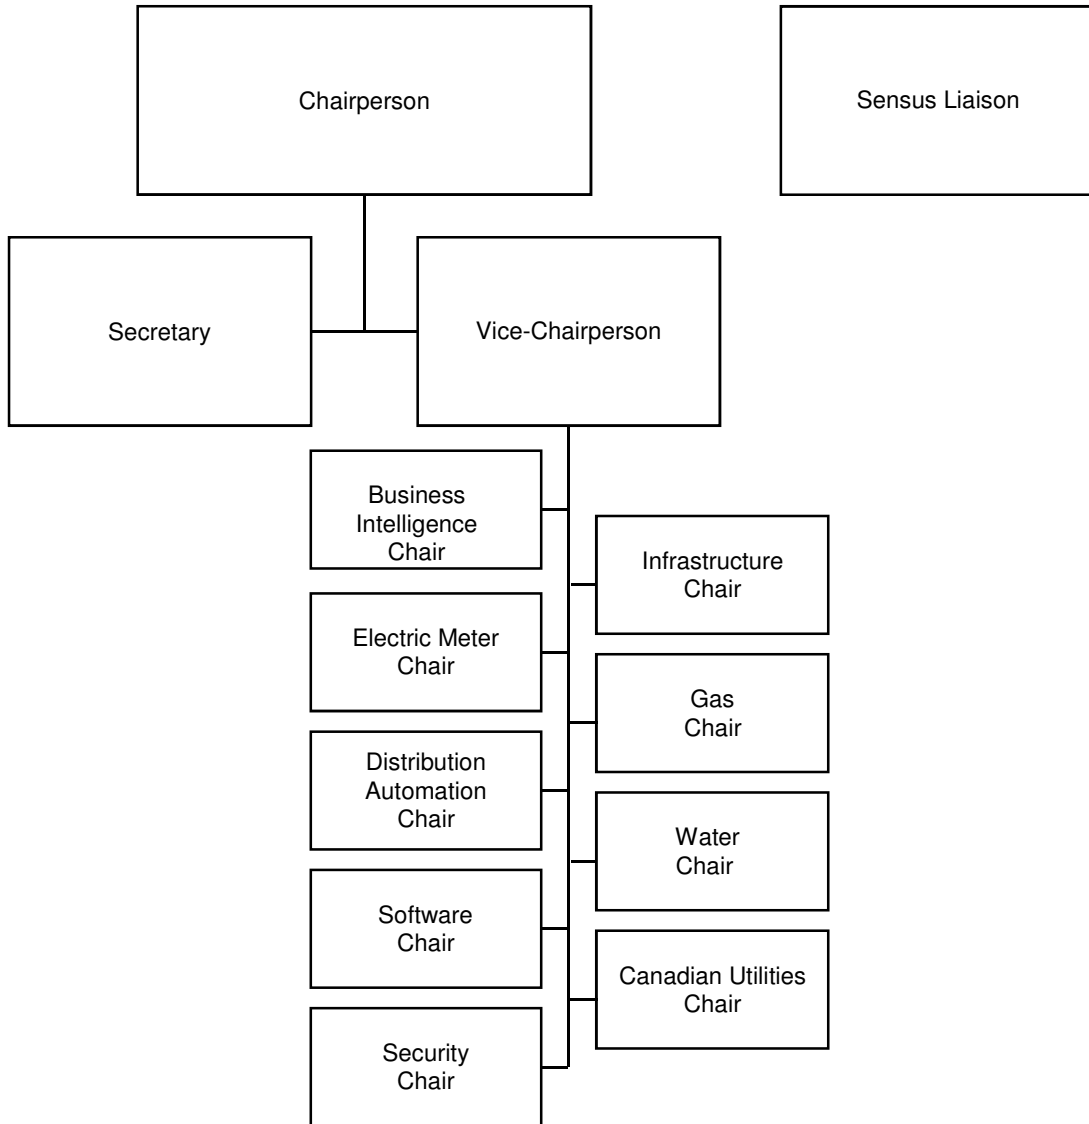 Chairperson
Sensus Liaison
Secretary
Vice-Chairperson
Business
Intelligence
Chair
Infrastructure
Chair
Electric Meter
Chair
Gas
Chair
Distribution
Automation
Chair
Water
Chair
Software
Chair
Canadian Utilities
Chair
Security
Chair